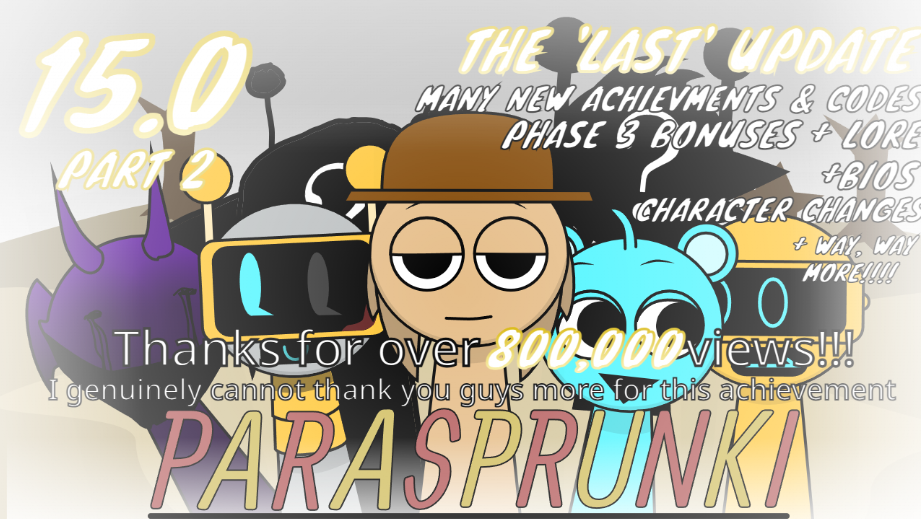 15.0
PART 2
THE 'LAST' UPDATE
MANY NEW ACHIEVMENTS & CODES
PHASE 3 BONUSES + LORE
+BIOS
CHARACTER CHANGES
+ WAY, WAY
MORE!!!!
?
Thanks for over 800,000 views!!!
I genuinely cannot thank you guys more for this achievement
PARASPRUNKI